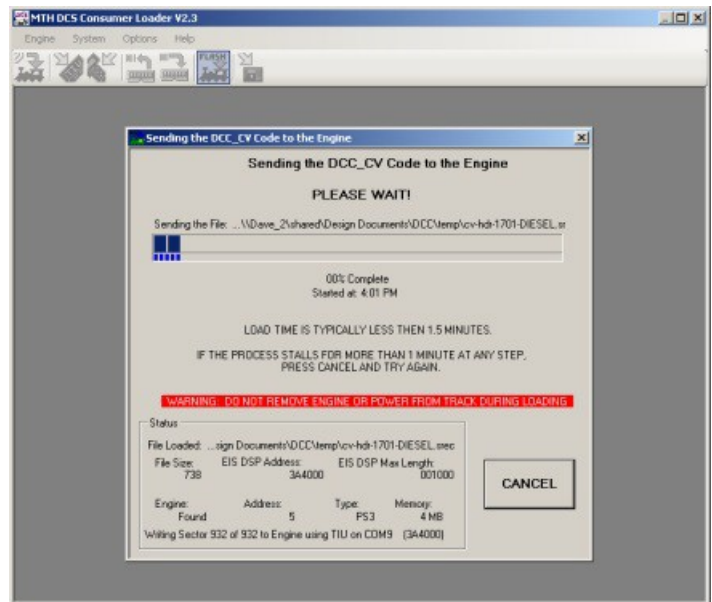 MTH DCS Consumer Loader V2.3
Engine System Options Help
FLASH
Sending the DCC_CV Code to the Engine
Sending the DCC_CV Code to the Engine
PLEASE WAIT!
Sending the File: ...\\Dave_2\shared\Design Documents\DCC\temp\cv-hdr-1701-DIESEL.sr
00% Complete
Started at: 4:01 PM
LOAD TIME IS TYPICALLY LESS THEN 1.5 MINUTES.
IF THE PROCESS STALLS FOR MORE THAN 1 MINUTE AT ANY STEP,
PRESS CANCEL AND TRY AGAIN.
WARNING: DO NOT REMOVE ENGINE OR POWER FROM TRACK DURING LOADING
Status
File Loaded: ...sign Documents\DCC\temp\cv-hdr-1701-DIESEL.srec
File Size: EIS DSP Address: EIS DSP Max Length:
738 3A4000 001000
CANCEL
Engine: Address: Type: Memory:
Found 5 PS3 4 MB
Writing Sector 932 of 932 to Engine using TIU on COM9 (3A4000)